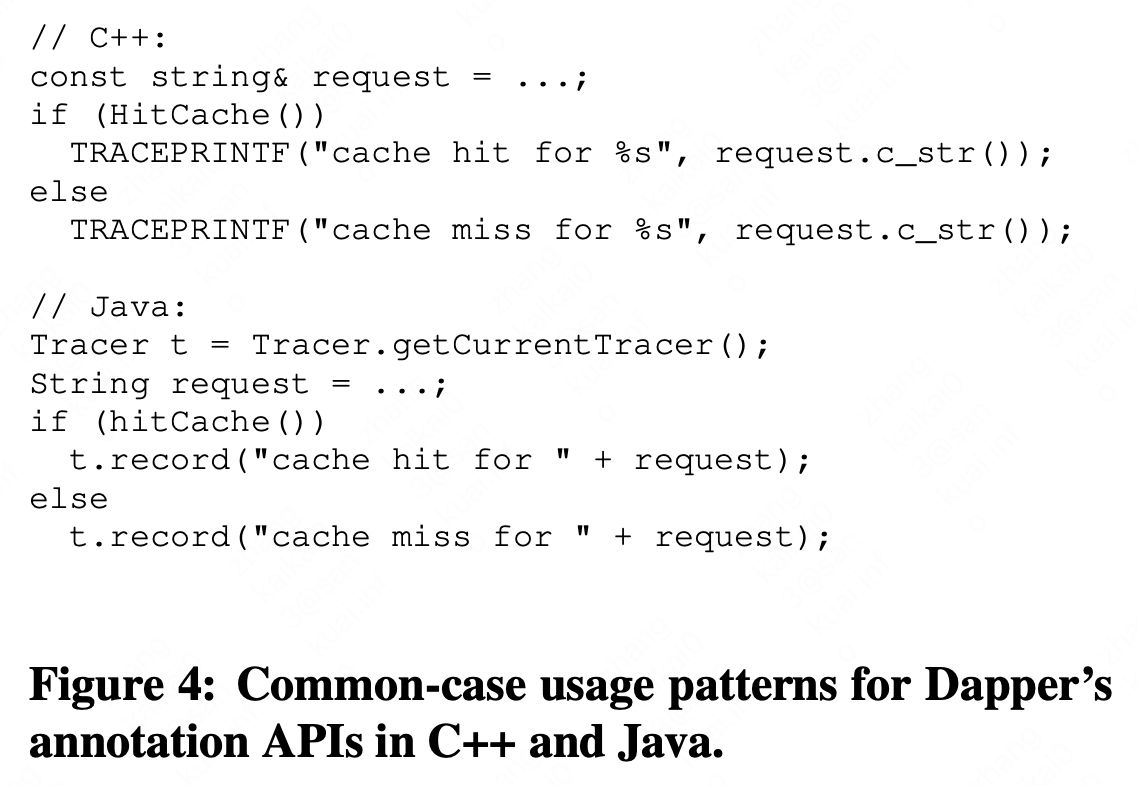 // C++:
const string& request = ...;
if (HitCache())
  TRACEPRINTF("cache hit for %s", request.c_str());
else
  TRACEPRINTF("cache miss for %s", request.c_str());

// Java:
Tracer t = Tracer.getCurrentTracer();
String request = ...;
if (hitCache())
  t.record("cache hit for " + request);
else
  t.record("cache miss for " + request);

Figure 4: Common-case usage patterns for Dapper’s
annotation APIs in C++ and Java.